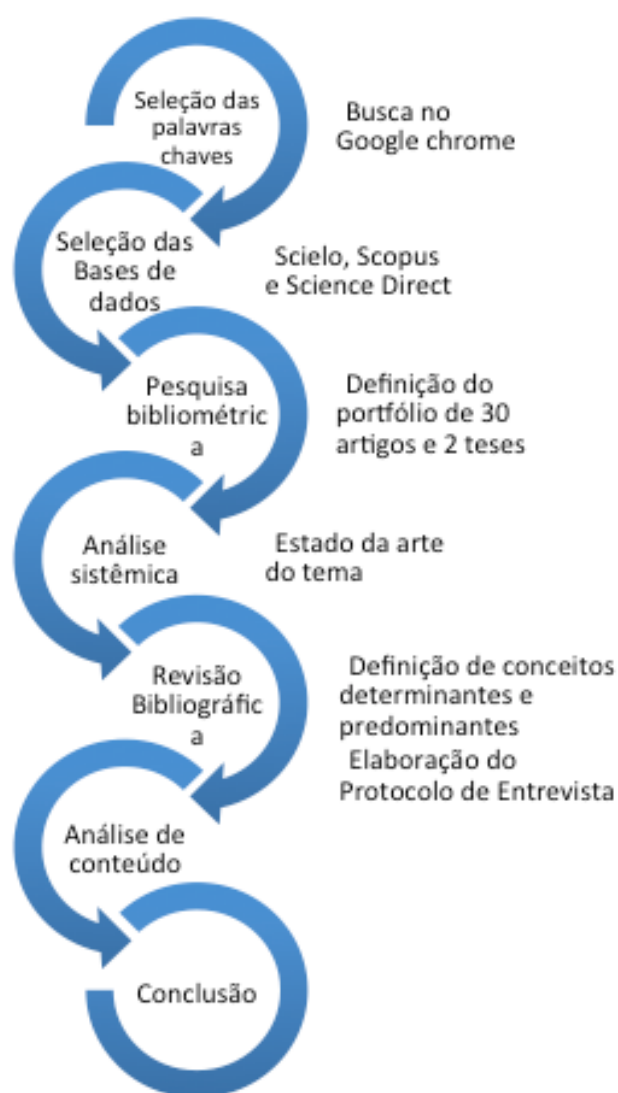 Seleção das
palavras
chaves
Busca no
Google chrome
Seleção das
Bases de
dados
Scielo, Scopus
e Science Direct
Pesquisa
bibliométric
a
Definição do
portfólio de 30
artigos e 2 teses
Análise
sistêmica
Estado da arte
do tema
Revisão
Bibliográfic
a
Definição de conceitos
determinantes e
predominantes
Elaboração do
Protocolo de Entrevista
Análise de
conteúdo
Conclusão